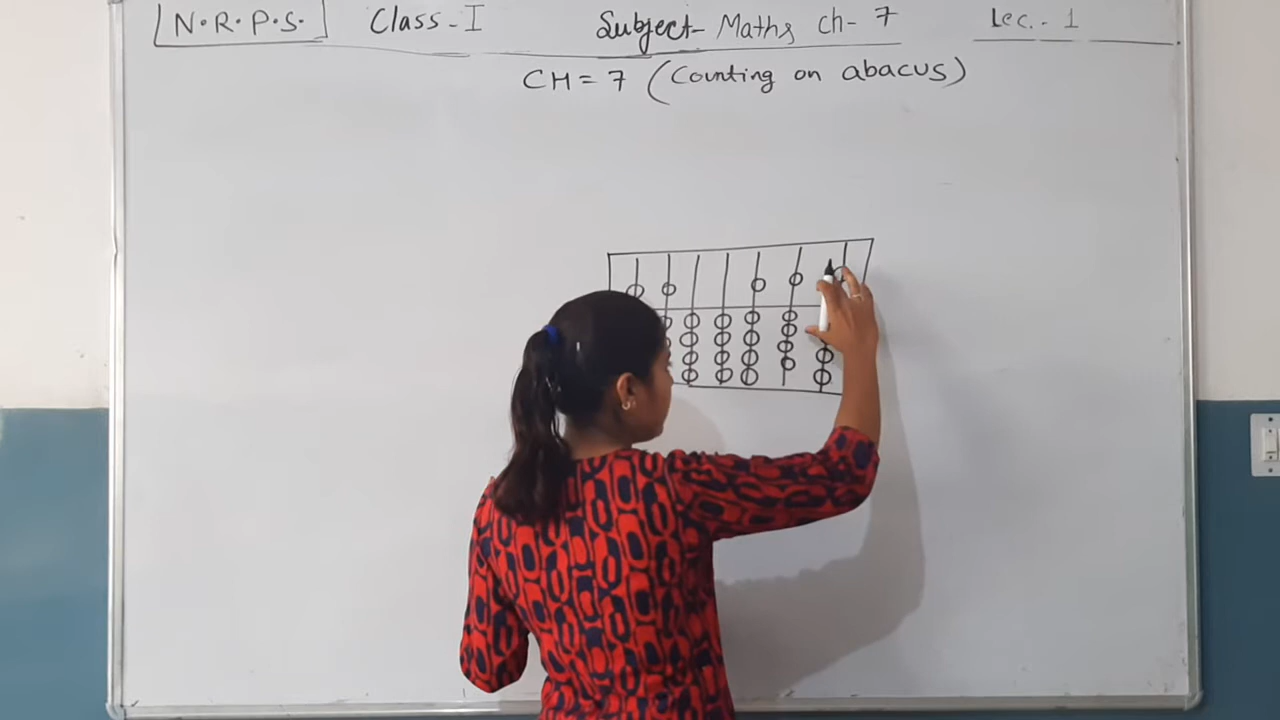 N.R.P.S. Class-I Subject- Maths ch-7 Lec.-1
CH=7 (Counting on abacus)